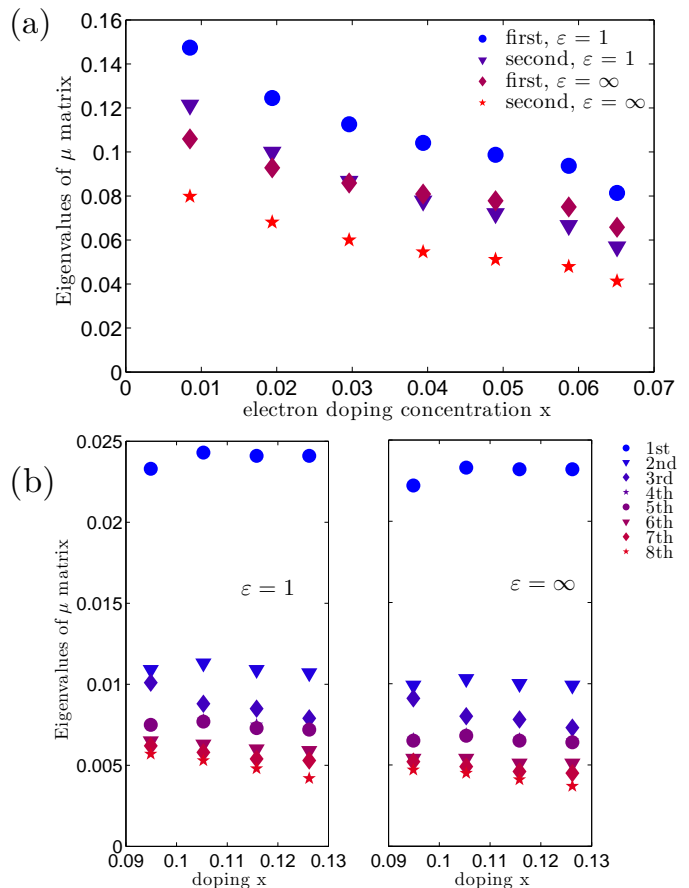 (a)
0.16
0.14
0.12
0.1
0.08
0.06
0.04
0.02
0
Eigenvalues of μ matrix
first, ε = 1
second, ε = 1
first, ε = ∞
second, ε = ∞
0 0.01 0.02 0.03 0.04 0.05 0.06 0.07
electron doping concentration x
(b)
0.025
0.02
0.015
0.01
0.005
0
Eigenvalues of μ matrix
ε = 1
0.09 0.1 0.11 0.12 0.13
doping x
ε = ∞
0.09 0.1 0.11 0.12 0.13
doping x
1st
2nd
3rd
4th
5th
6th
7th
8th